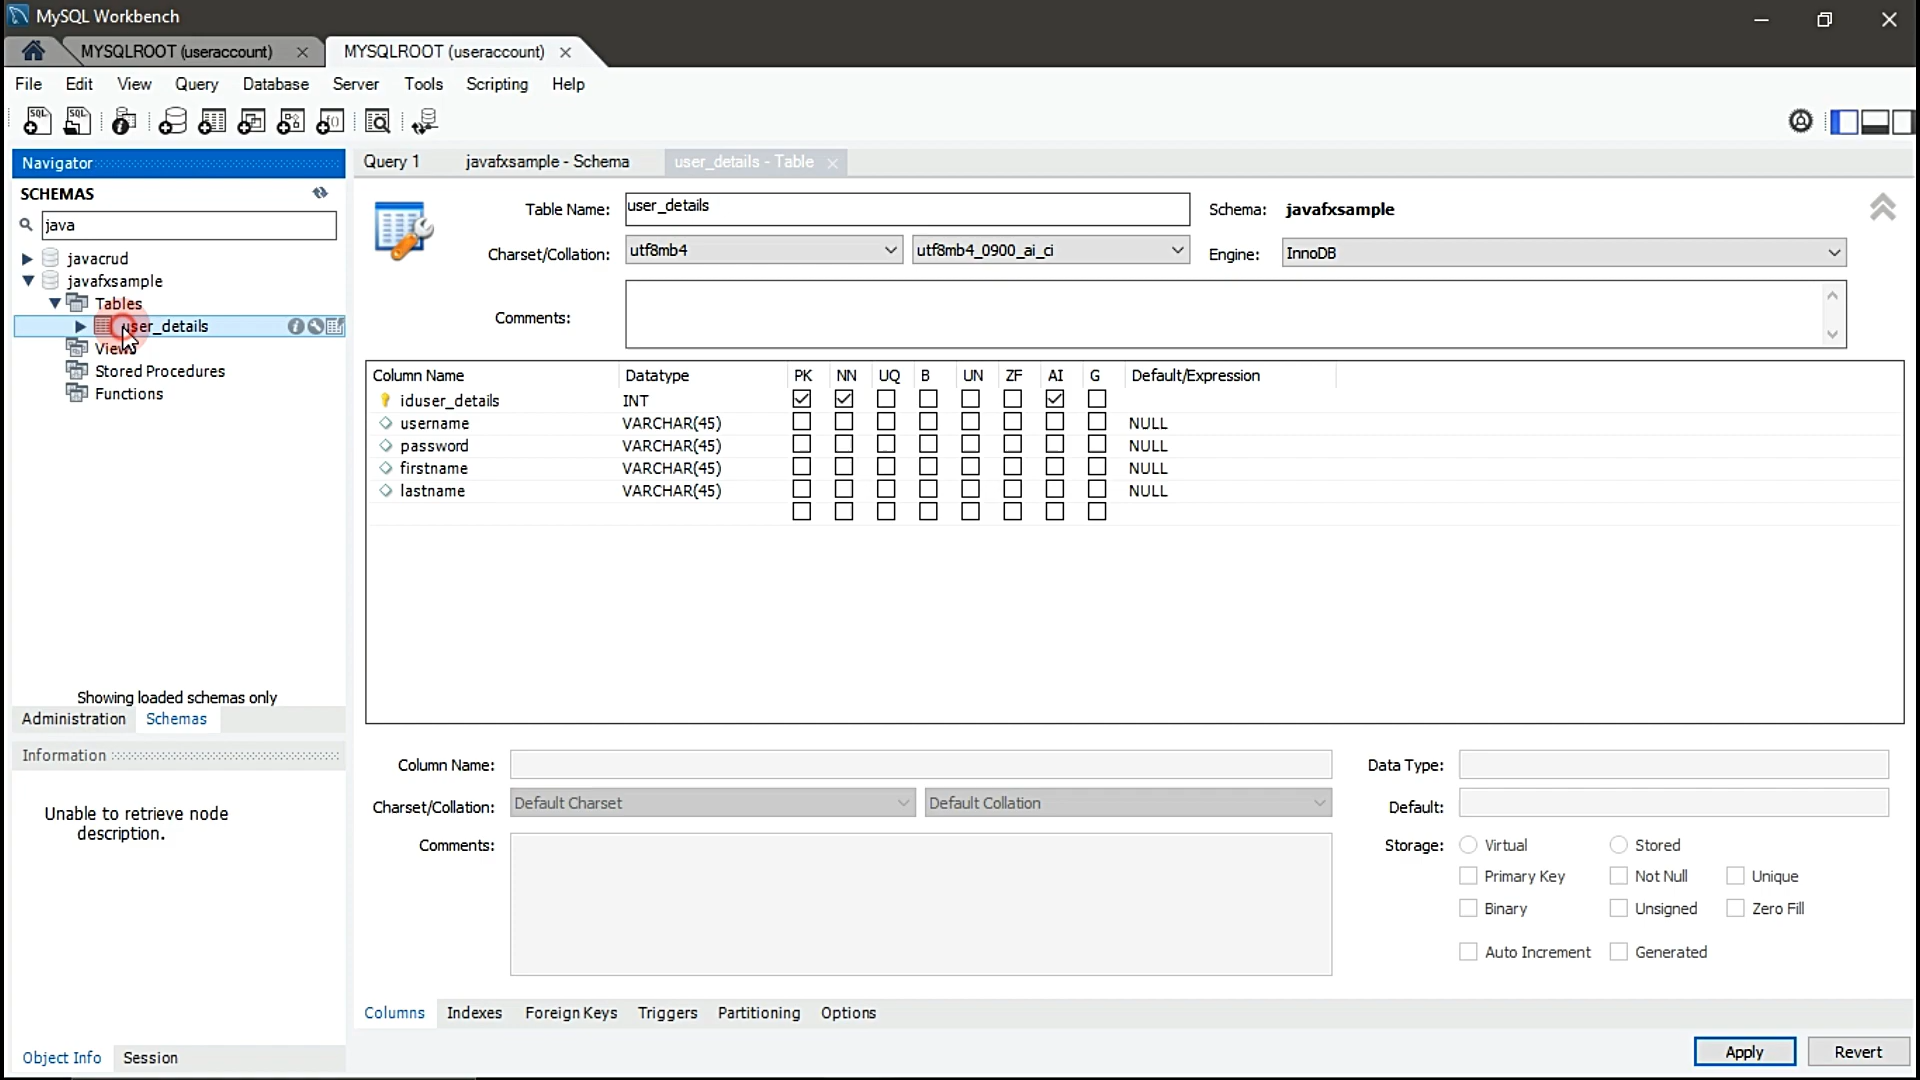 MySQL Workbench
MYSQLROOT (useraccount)
MYSQLROOT (useraccount)
File Edit View Query Database Server Tools Scripting Help
Navigator
SCHEMAS
java
javacrud
javafxsample
Tables
user_details
Views
Stored Procedures
Functions
Showing loaded schemas only
Administration Schemas
Information
Unable to retrieve node
description.
Object Info Session
Query 1 javafxsample - Schema user_details - Table
Table Name: user_details Schema: javafxsample
Charset/Collation: utf8mb4 utf8mb4_0900_ai_ci Engine: InnoDB
Comments:
Column Name Datatype PK NN UQ B UN ZF AI G Default/Expression
iduser_details INT
username VARCHAR(45) NULL
password VARCHAR(45) NULL
firstname VARCHAR(45) NULL
lastname VARCHAR(45) NULL
Column Name: Data Type:
Charset/Collation: Default Charset Default Collation Default:
Comments: Storage: Virtual Stored
Primary Key Not Null Unique
Binary Unsigned Zero Fill
Auto Increment Generated
Columns Indexes Foreign Keys Triggers Partitioning Options
Apply Revert